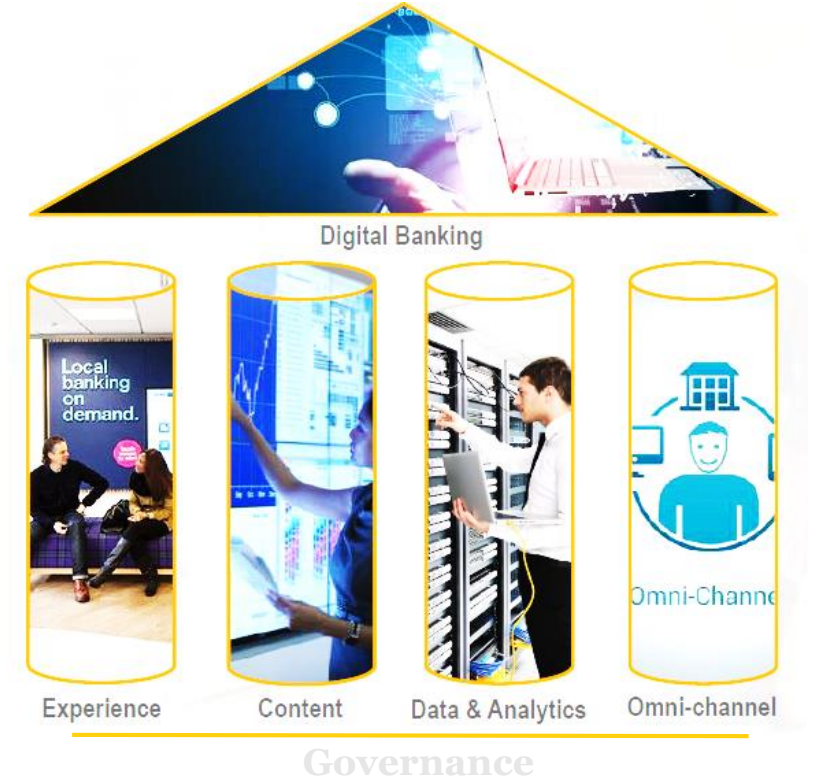 Digital Banking
Local
banking
on
demand.
Omni-Channe
Experience
Content
Data & Analytics
Omni-channel
Governance